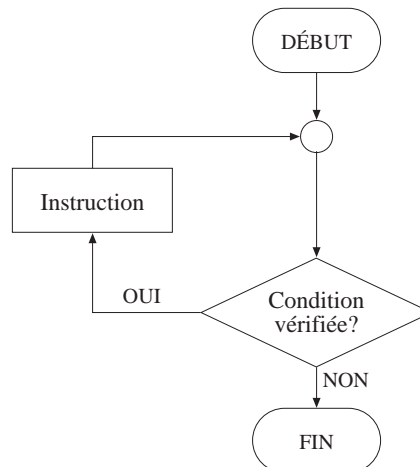 DÉBUT
Instruction
OUI
Condition
vérifiée?
NON
FIN